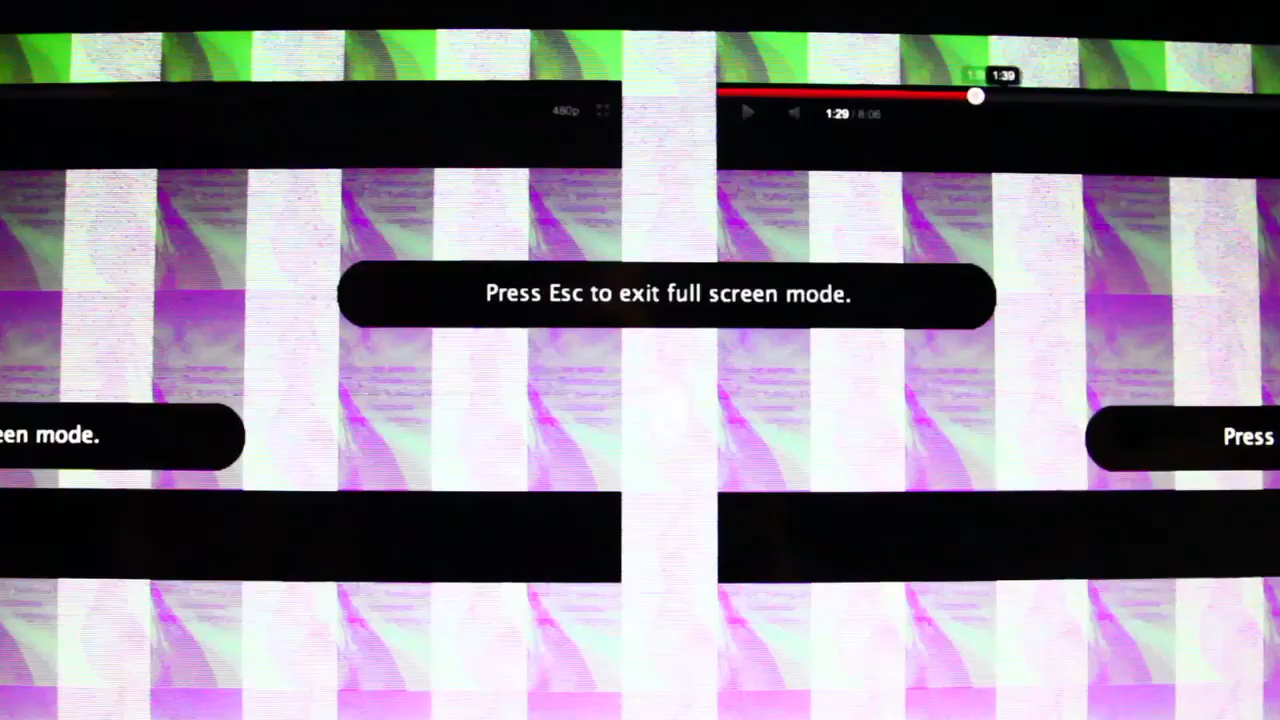 1:39
480p
1:29 / 8:06
Press Esc to exit full screen mode.
een mode.
Press